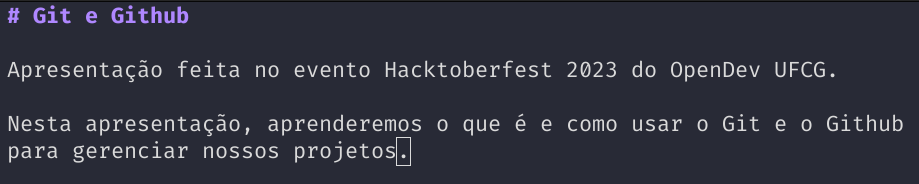 # Git e Github
Apresentação feita no evento Hacktoberfest 2023 do OpenDev UFCG.
Nesta apresentação, aprenderemos o que é e como usar o Git e o Github
para gerenciar nossos projetos.